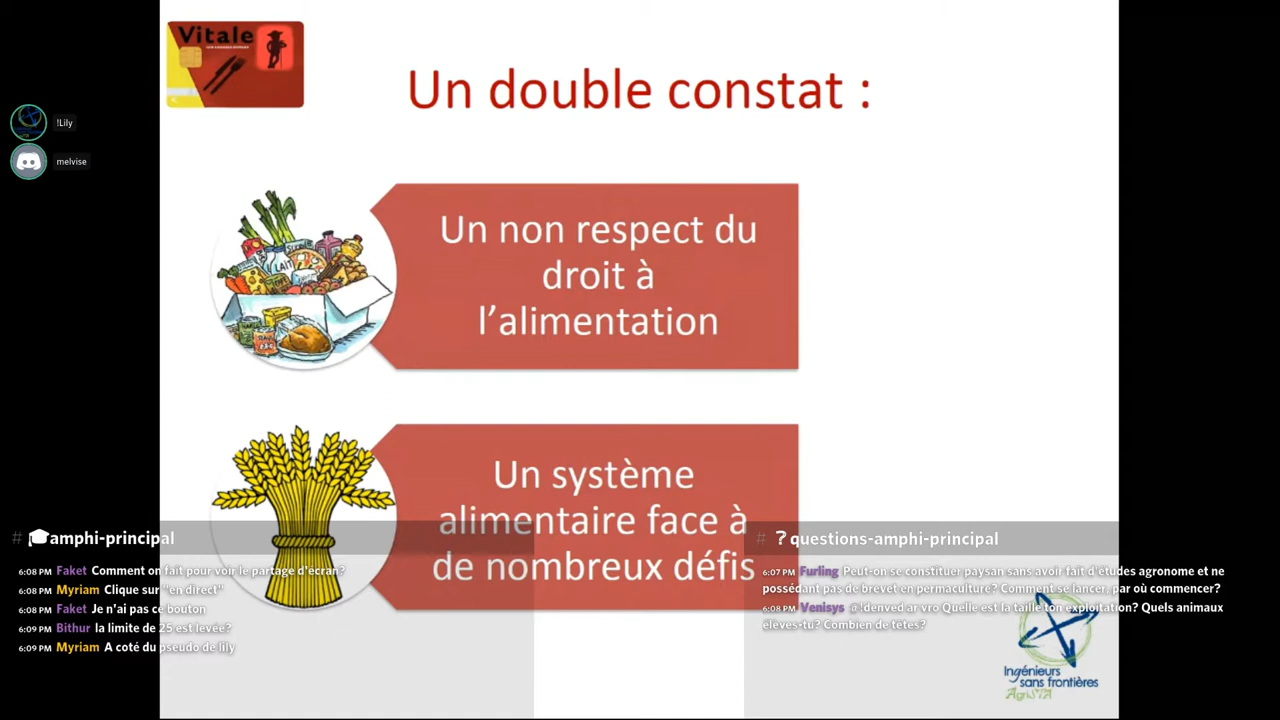 Vitale
Un double constat :
!Lily
melvise
Un non respect du
droit à
l’alimentation
LAIT
Un système
alimentaire face à
de nombreux défis
# 🎓amphi-principal
6:08 PM Faket Comment on fait pour voir le partage d'écran?
6:08 PM Myriam Clique sur "en direct"
6:08 PM Faket Je n'ai pas ce bouton
6:09 PM Bithur la limite de 25 est levée?
6:09 PM Myriam A coté du pseudo de lily
# ❔questions-amphi-principal
6:07 PM Furling Peut-on se constituer paysan sans avoir fait d'études agronome et ne
possédant pas de brevet en permaculture? Comment se lancer, par où commencer?
6:08 PM Venisys @!denved ar vro Quelle est la taille ton exploitation? Quels animaux
élèves-tu? Combien de têtes?
Ingénieurs
sans frontières
AgriSTA